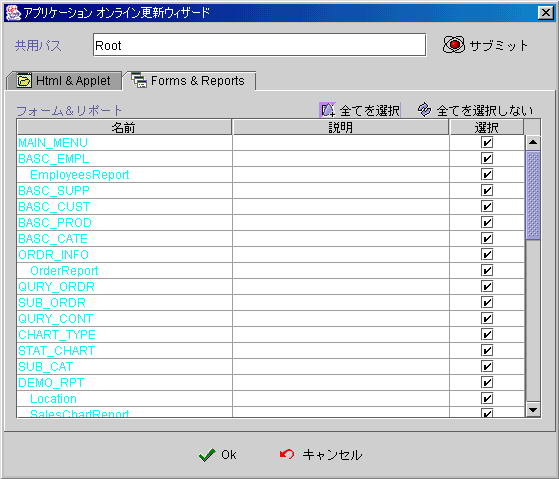 アプリケーション オンライン更新ウィザード
共用パス Root サブミット
Html & Applet Forms & Reports
フォーム＆リポート 全てを選択 全てを選択しない
名前 説明 選択
MAIN_MENU
BASC_EMPL
EmployeesReport
BASC_SUPP
BASC_CUST
BASC_PROD
BASC_CATE
ORDR_INFO
OrderReport
QURY_ORDR
SUB_ORDR
QURY_CONT
CHART_TYPE
STAT_CHART
SUB_CAT
DEMO_RPT
Location
SalesChartReport
Ok キャンセル